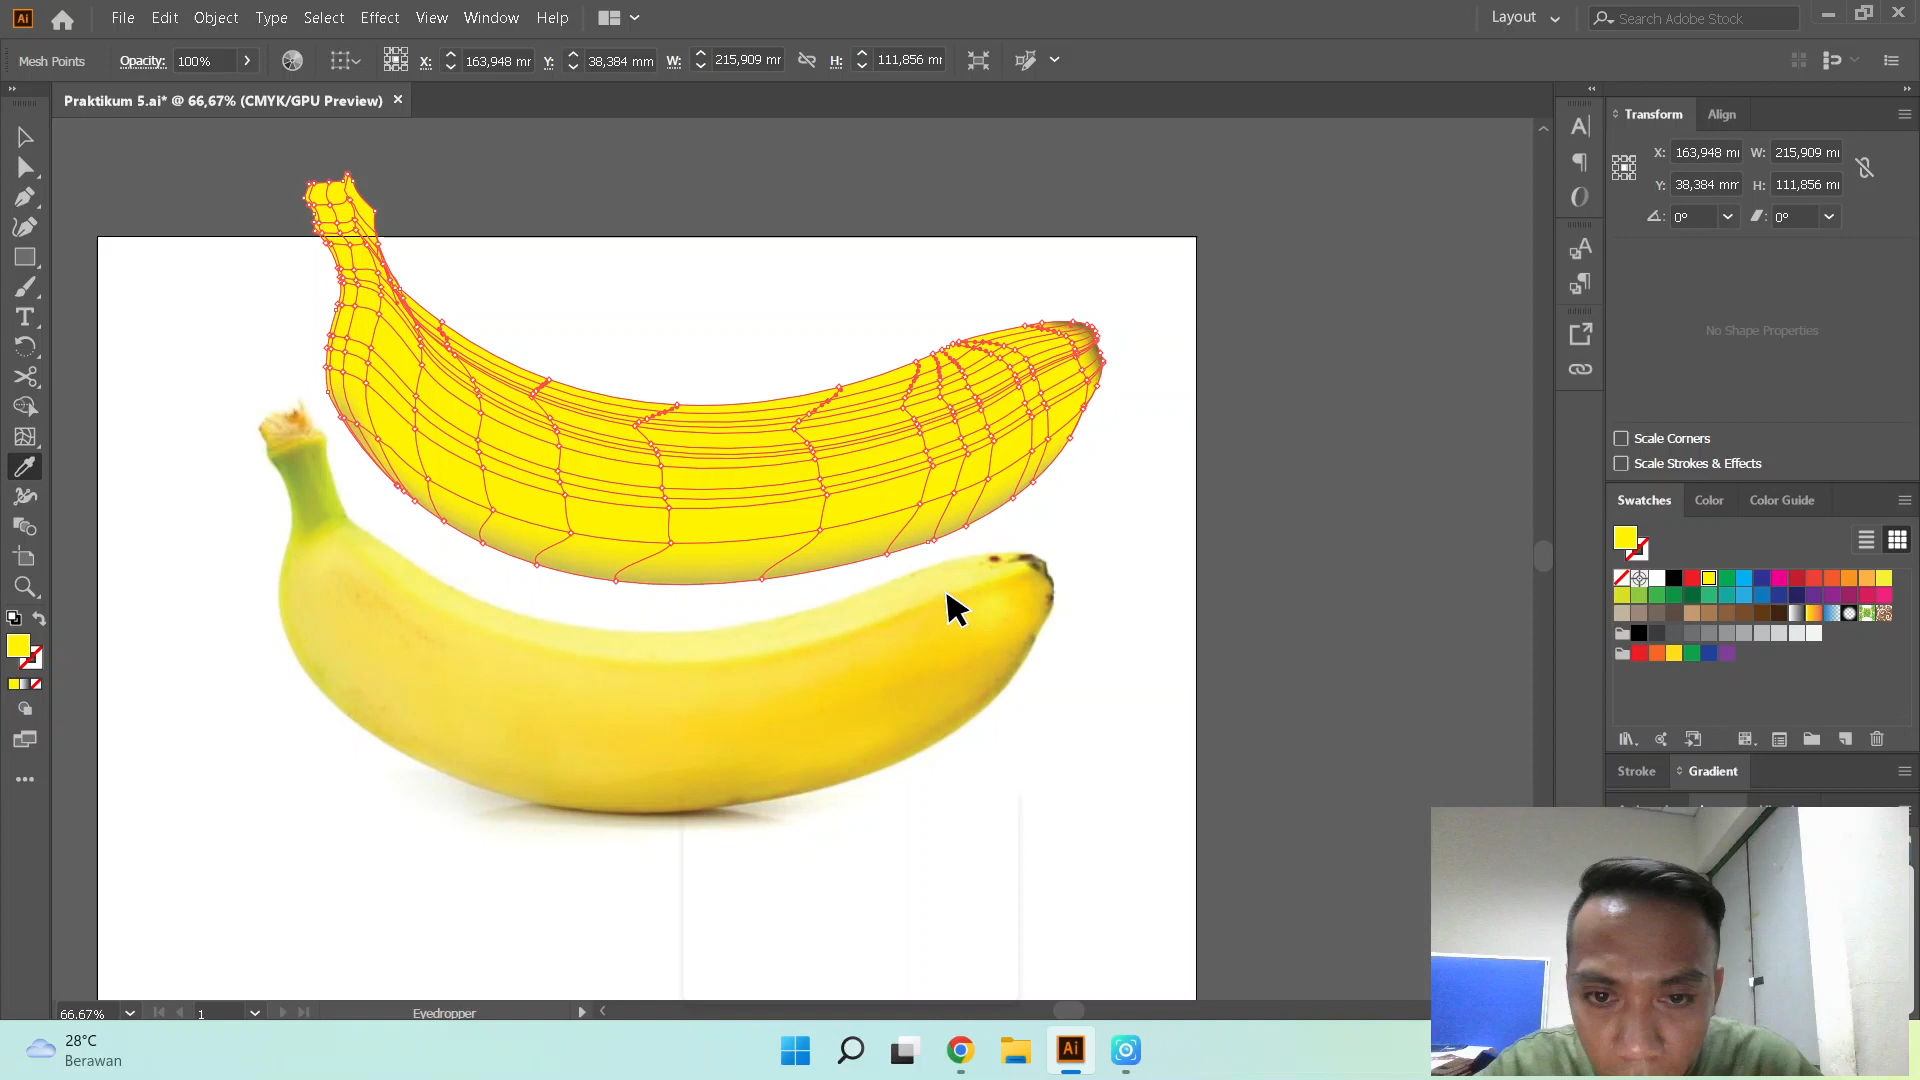 Ai File Edit Object Type Select Effect View Window Help Layout Search Adobe Stock
Mesh Points Opacity: 100% X: 163,948 mr Y: 38,384 mm W: 215,909 mr H: 111,856 mr
Praktikum 5.ai* @ 66,67% (CMYK/GPU Preview)
Transform Align
X: 163,948 mi W: 215,909 mi
Y: 38,384 mm H: 111,856 mi
0° 0°
No Shape Properties
Scale Corners
Scale Strokes & Effects
Swatches Color Color Guide
Stroke Gradient
66,67% 1 Eyedropper
28°C
Berawan
Ai